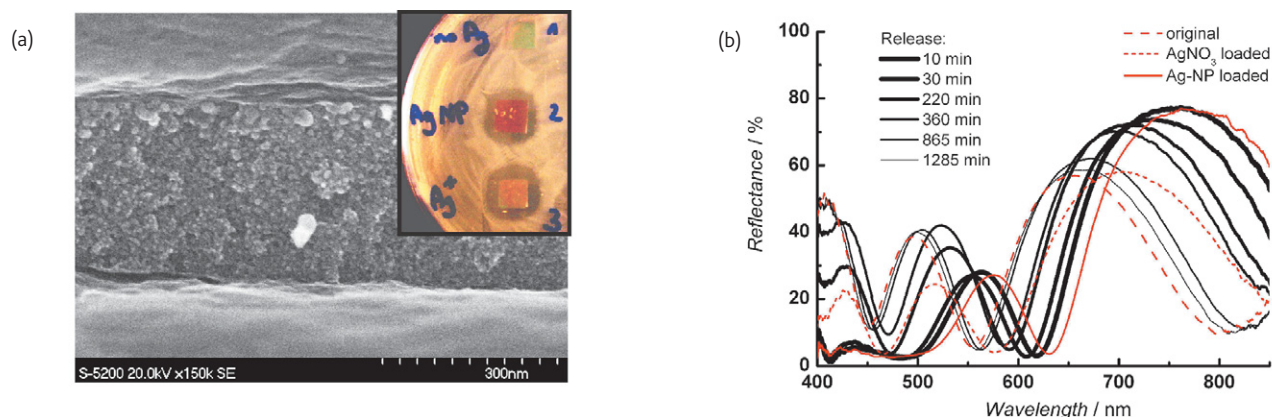 (a)
no Ag 1
Ag NP 2
Ag+ 3
S-5200 20.0kV x150k SE 300nm
(b)
Release:
10 min
30 min
220 min
360 min
865 min
1285 min
original
AgNO₃ loaded
Ag-NP loaded
Reflectance / %
100
80
60
40
20
0
400 500 600 700 800
Wavelength / nm